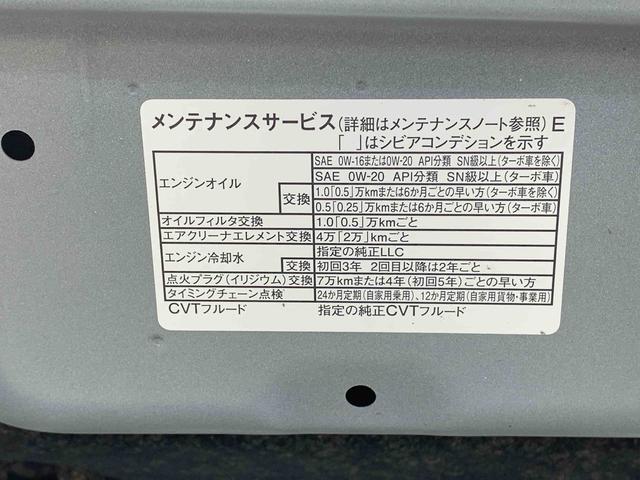 メンテナンスサービス(詳細はメンテナンスノート参照) E
「 」はシビアコンデションを示す
エンジンオイル
SAE 0W-16または0W-20 API分類 SN級以上(ターボ車を除く)
SAE 0W-20 API分類 SN級以上(ターボ車)
交換 1.0「0.5」万kmまたは6か月ごとの早い方(ターボ車を除く)
0.5「0.25」万kmまたは6か月ごとの早い方(ターボ車)
オイルフィルタ交換 1.0「0.5」万kmごと
エアクリーナエレメント交換 4万「2万」kmごと
エンジン冷却水 指定の純正LLC
交換 初回3年 2回目以降は2年ごと
点火プラグ(イリジウム)交換 7万kmまたは4年(初回5年)ごとの早い方
タイミングチェーン点検 24か月定期(自家用乗用)、12か月定期(自家用貨物・事業用)
CVTフルード 指定の純正CVTフルード